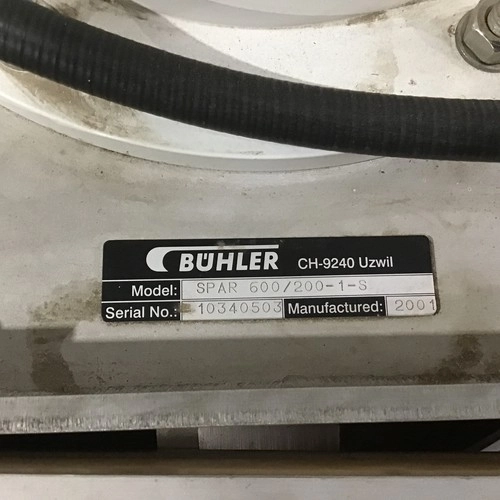 BÜHLER CH-9240 Uzwil
Model: SPAR 600/200-1-S
Serial No.: 10340503 Manufactured: 2001